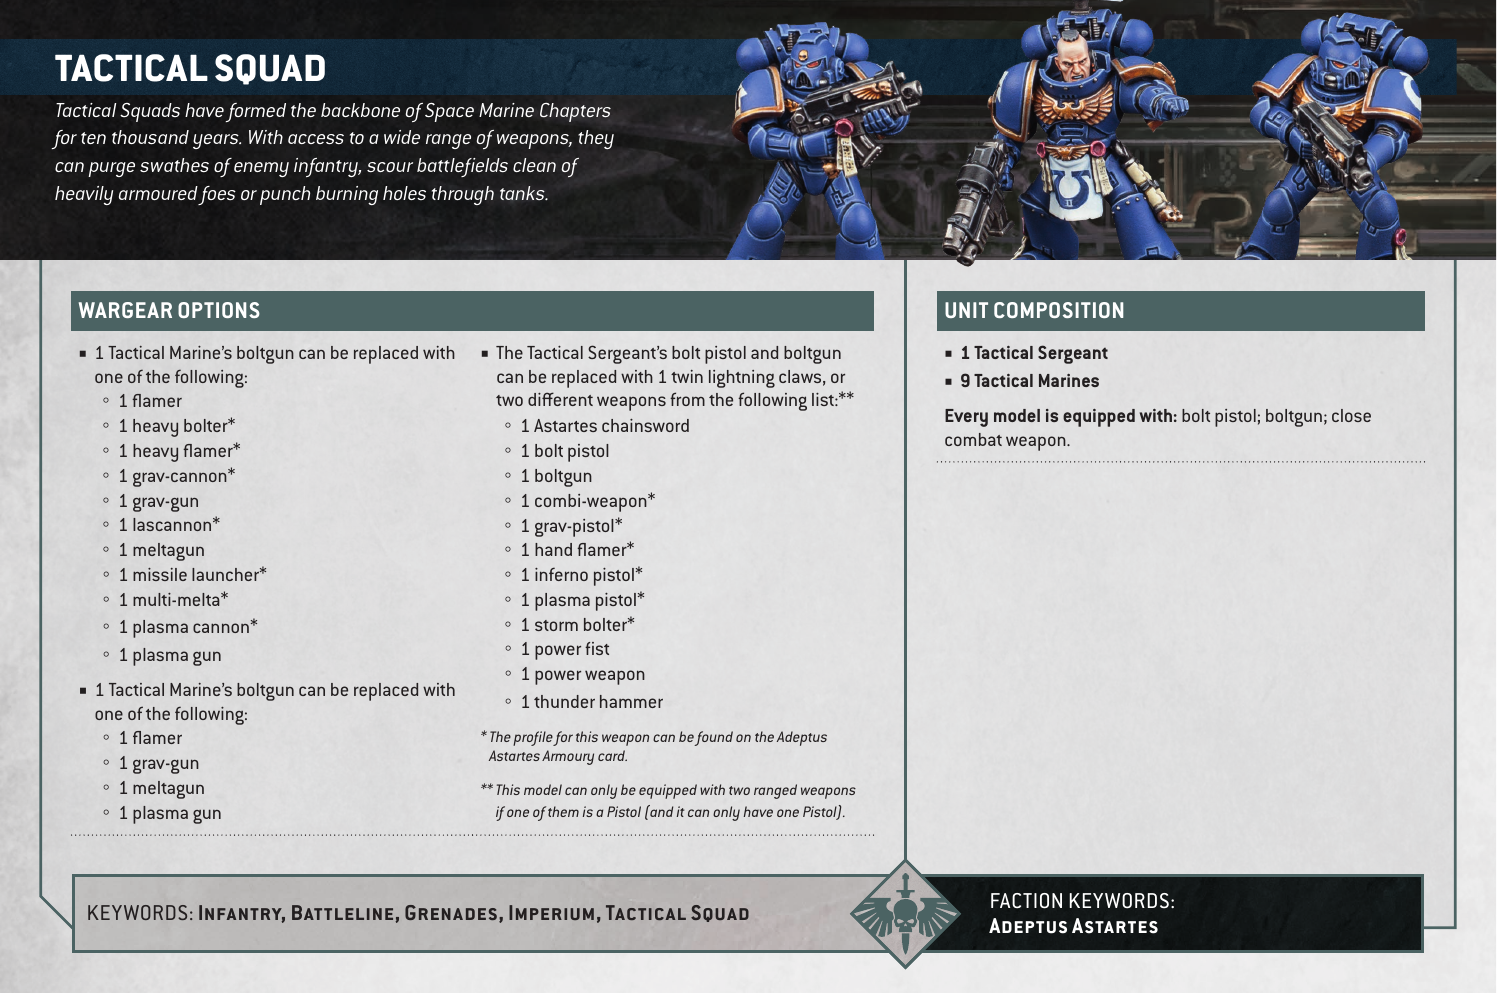 TACTICAL SQUAD
Tactical Squads have formed the backbone of Space Marine Chapters
for ten thousand years. With access to a wide range of weapons, they
can purge swathes of enemy infantry, scour battlefields clean of
heavily armoured foes or punch burning holes through tanks.
WARGEAR OPTIONS
▪ 1 Tactical Marine's boltgun can be replaced with
one of the following:
◦ 1 flamer
◦ 1 heavy bolter*
◦ 1 heavy flamer*
◦ 1 grav-cannon*
◦ 1 grav-gun
◦ 1 lascannon*
◦ 1 meltagun
◦ 1 missile launcher*
◦ 1 multi-melta*
◦ 1 plasma cannon*
◦ 1 plasma gun
▪ 1 Tactical Marine's boltgun can be replaced with
one of the following:
◦ 1 flamer
◦ 1 grav-gun
◦ 1 meltagun
◦ 1 plasma gun
▪ The Tactical Sergeant's bolt pistol and boltgun
can be replaced with 1 twin lightning claws, or
two different weapons from the following list:**
◦ 1 Astartes chainsword
◦ 1 bolt pistol
◦ 1 boltgun
◦ 1 combi-weapon*
◦ 1 grav-pistol*
◦ 1 hand flamer*
◦ 1 inferno pistol*
◦ 1 plasma pistol*
◦ 1 storm bolter*
◦ 1 power fist
◦ 1 power weapon
◦ 1 thunder hammer
* The profile for this weapon can be found on the Adeptus
Astartes Armoury card.
** This model can only be equipped with two ranged weapons
if one of them is a Pistol (and it can only have one Pistol).
UNIT COMPOSITION
▪ 1 Tactical Sergeant
▪ 9 Tactical Marines
Every model is equipped with: bolt pistol; boltgun; close
combat weapon.
KEYWORDS: Infantry, Battleline, Grenades, Imperium, Tactical Squad
FACTION KEYWORDS:
Adeptus Astartes